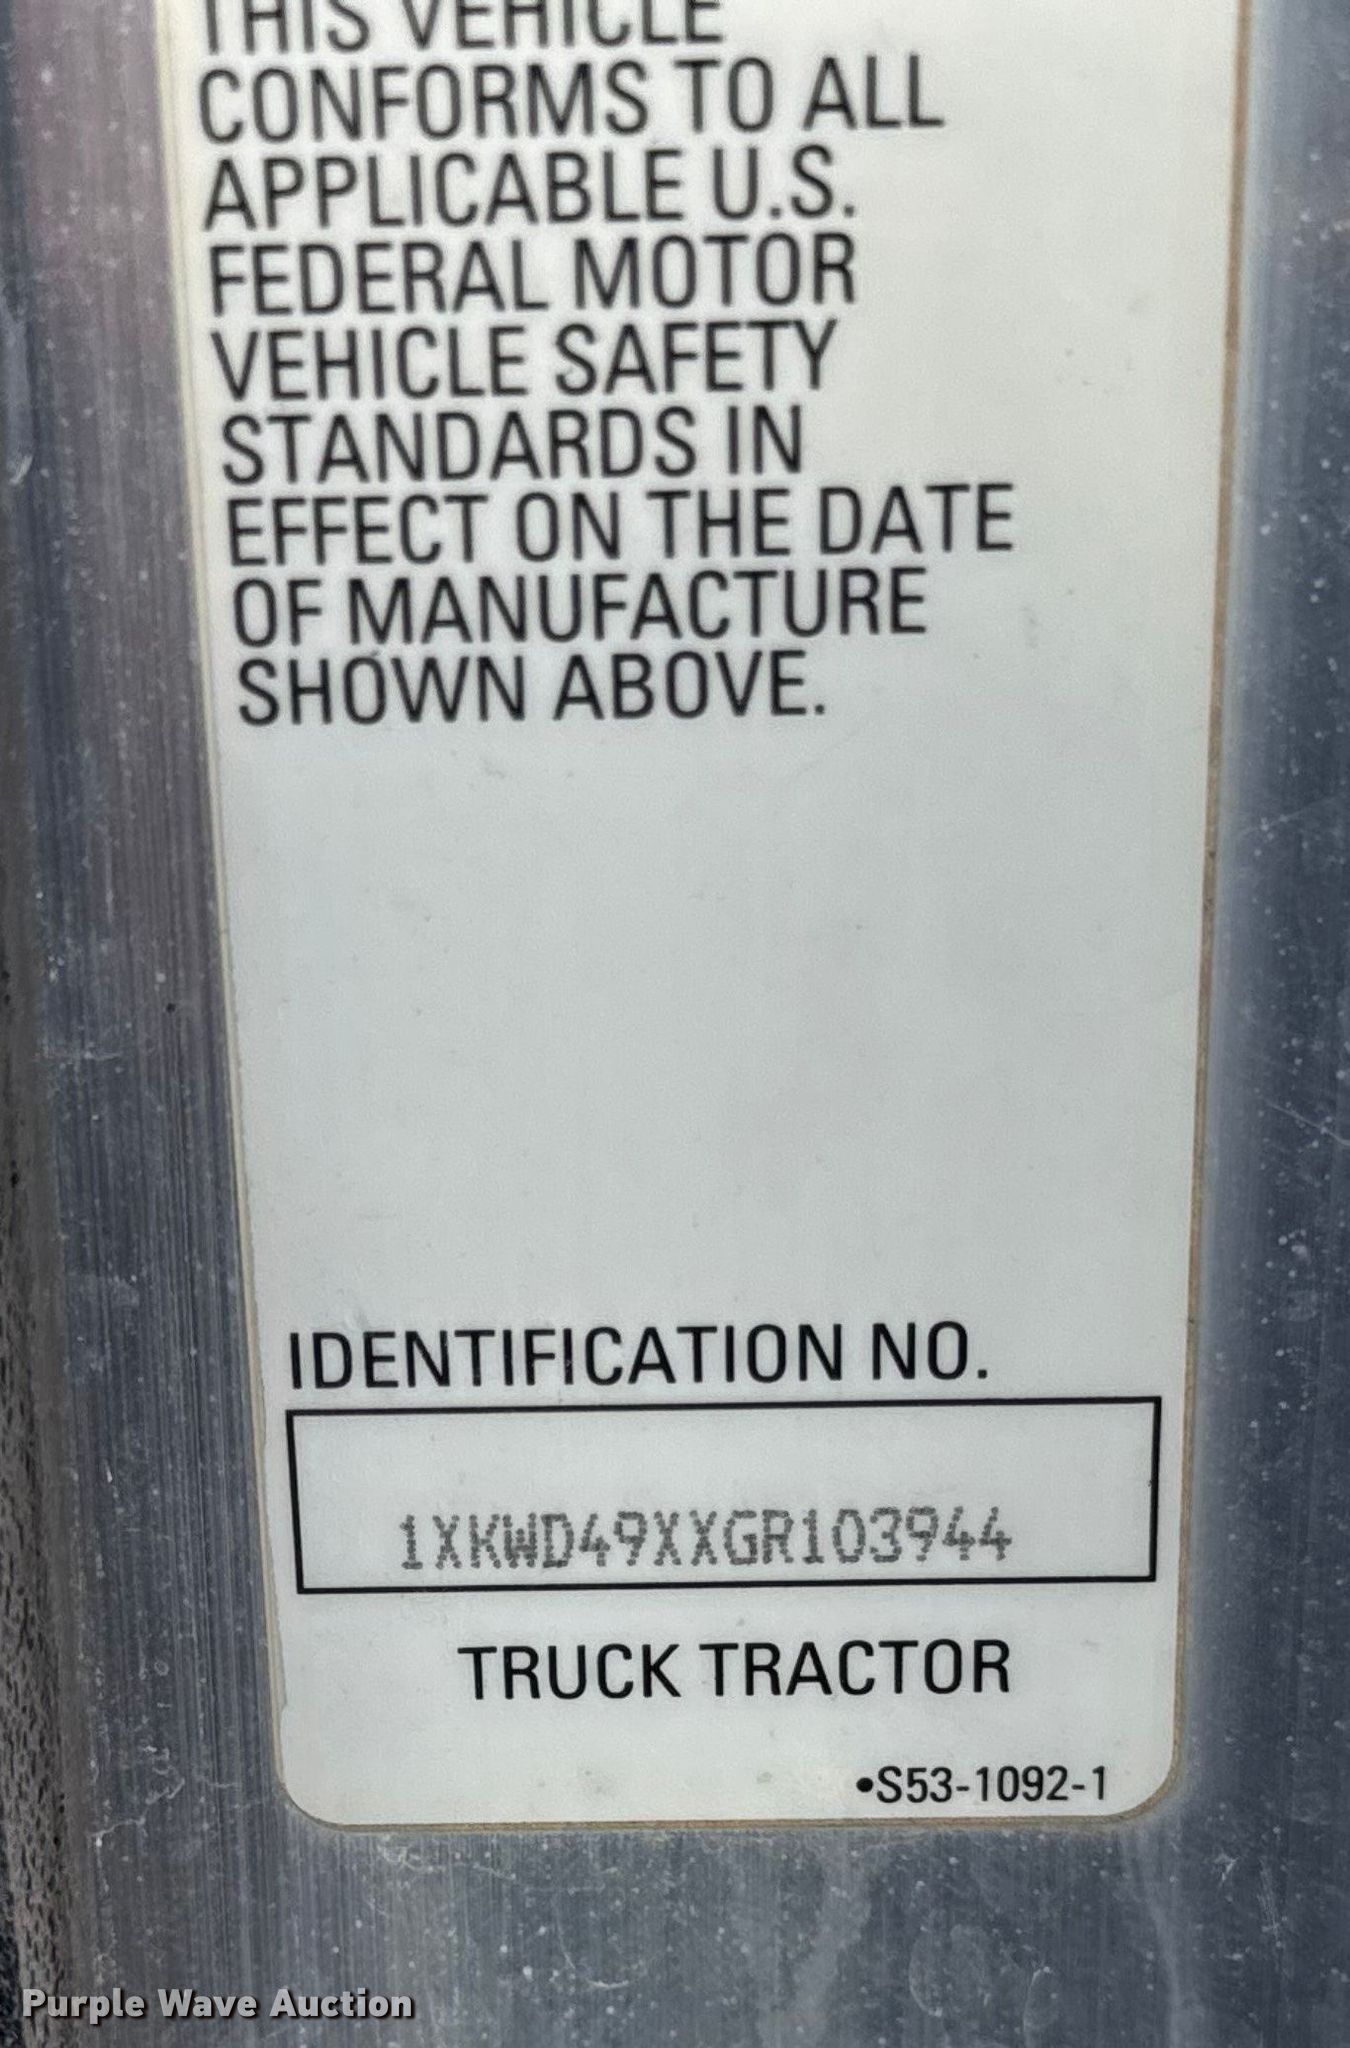 THIS VEHICLE
CONFORMS TO ALL
APPLICABLE U.S.
FEDERAL MOTOR
VEHICLE SAFETY
STANDARDS IN
EFFECT ON THE DATE
OF MANUFACTURE
SHOWN ABOVE.
IDENTIFICATION NO.
1XKWD49XXGR103944
TRUCK TRACTOR
•S53-1092-1
Purple Wave Auction